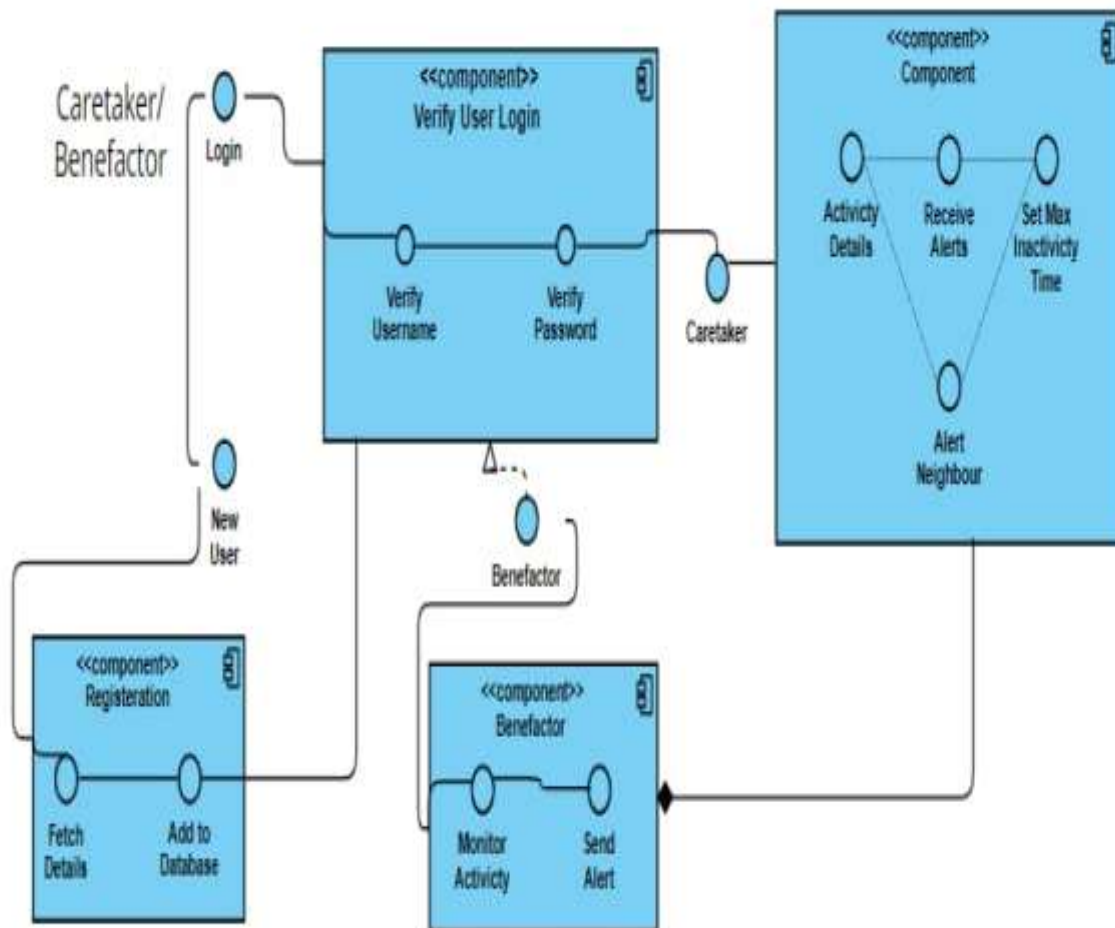 Caretaker/
Benefactor
Login
<<component>>
Verify User Login
Verify
Username
Verify
Password
Caretaker
<<component>>
Component
Activicty
Details
Receive
Alerts
Set Max
Inactivicty
Time
Alert
Neighbour
New
User
Benefactor
<<component>>
Registeration
Fetch
Details
Add to
Database
<<component>>
Benefactor
Monitor
Activicty
Send
Alert